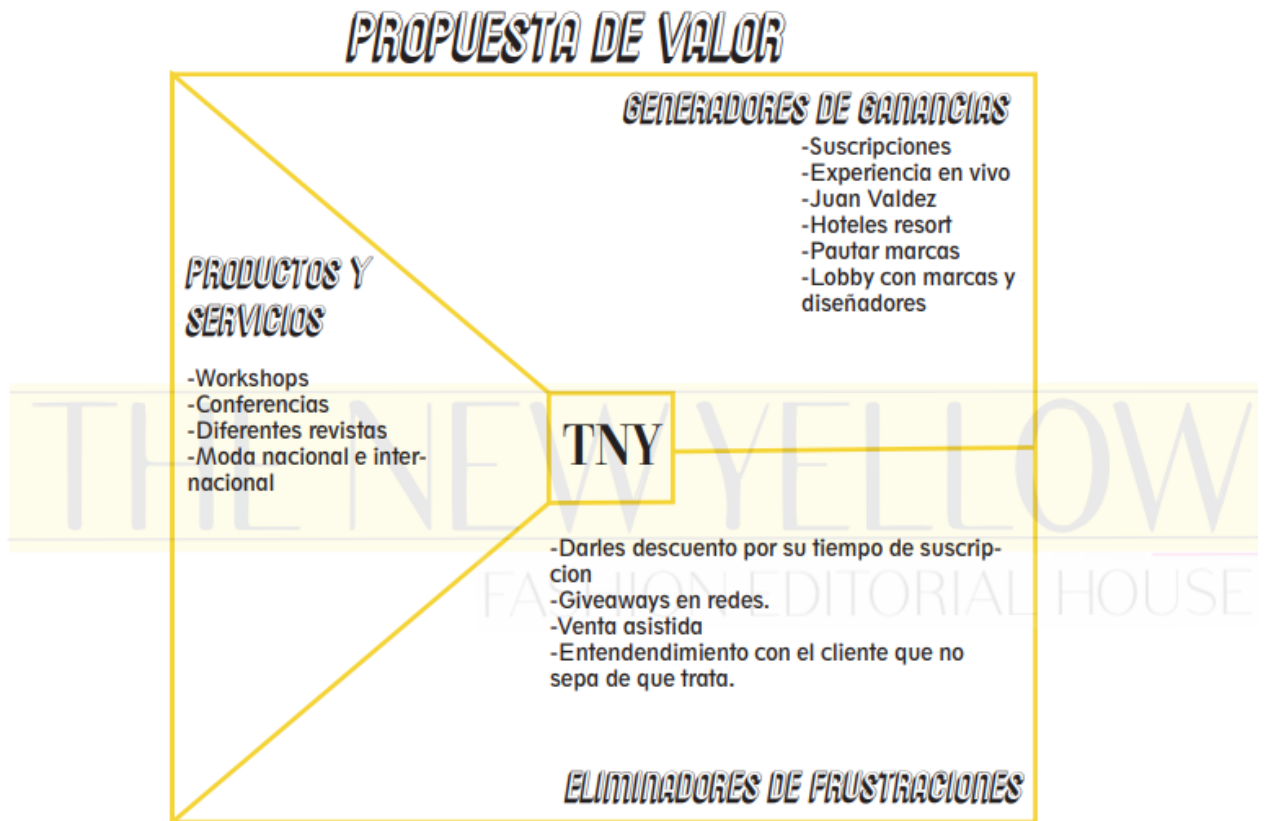 PROPUESTA DE VALOR
GENERADORES DE GANANCIAS
-Suscripciones
-Experiencia en vivo
-Juan Valdez
-Hoteles resort
-Pautar marcas
-Lobby con marcas y
diseñadores
PRODUCTOS Y
SERVICIOS
-Workshops
-Conferencias
-Diferentes revistas
-Moda nacional e inter-
nacional
TNY
THE NEW YELLOW
FASHION EDITORIAL HOUSE
-Darles descuento por su tiempo de suscrip-
cion
-Giveaways en redes.
-Venta asistida
-Entendendimiento con el cliente que no
sepa de que trata.
ELIMINADORES DE FRUSTRACIONES